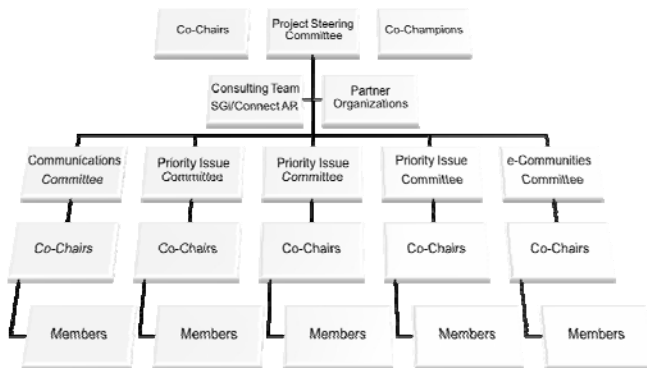 Co-Chairs
Project Steering
Committee
Co-Champions
Consulting Team
SGI/Connect AR
Partner
Organizations
Communications
Committee
Priority Issue
Committee
Priority Issue
Committee
Priority Issue
Committee
e-Communities
Committee
Co-Chairs
Co-Chairs
Co-Chairs
Co-Chairs
Co-Chairs
Members
Members
Members
Members
Members